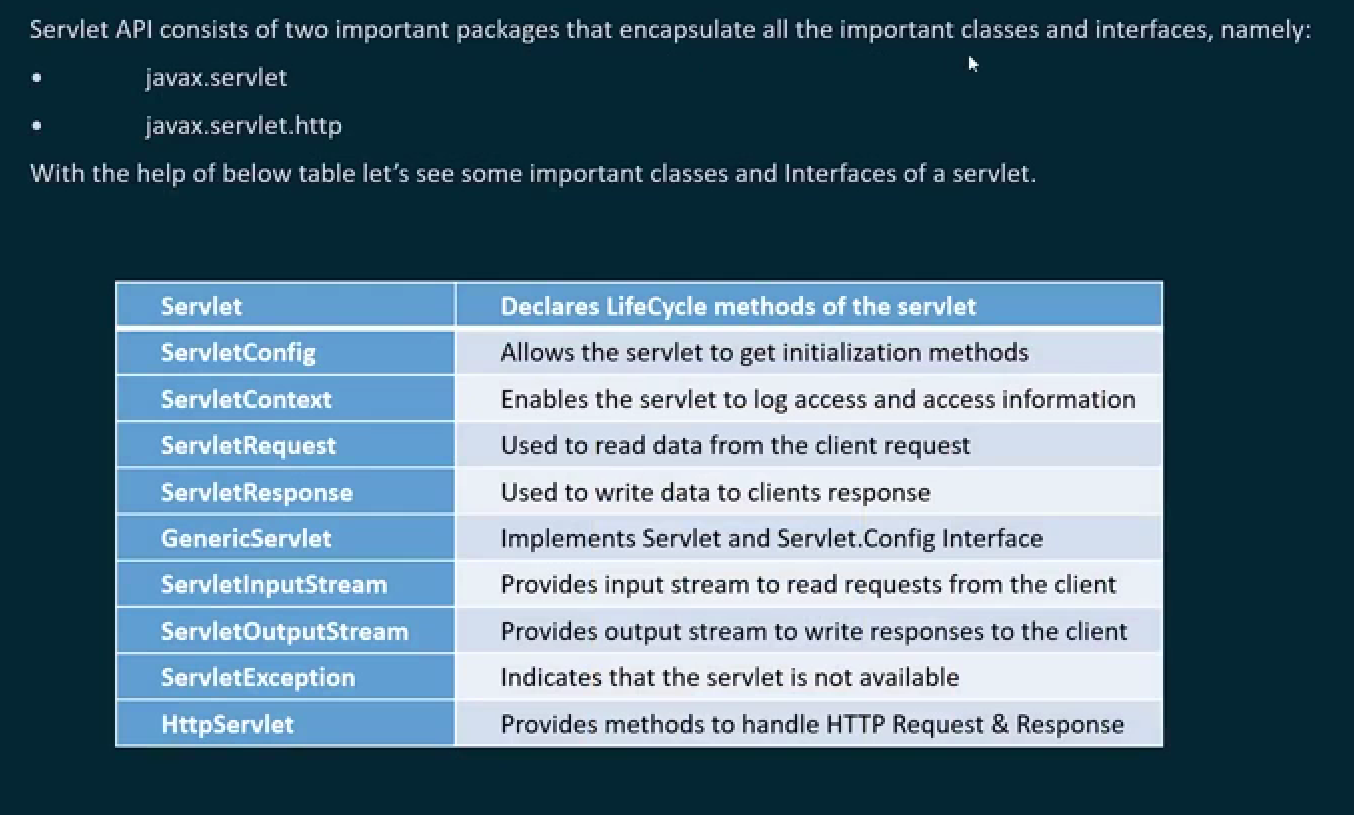 Servlet API consists of two important packages that encapsulate all the important classes and interfaces, namely:
• javax.servlet
• javax.servlet.http
With the help of below table let's see some important classes and Interfaces of a servlet.
Servlet Declares LifeCycle methods of the servlet
ServletConfig Allows the servlet to get initialization methods
ServletContext Enables the servlet to log access and access information
ServletRequest Used to read data from the client request
ServletResponse Used to write data to clients response
GenericServlet Implements Servlet and Servlet.Config Interface
ServletInputStream Provides input stream to read requests from the client
ServletOutputStream Provides output stream to write responses to the client
ServletException Indicates that the servlet is not available
HttpServlet Provides methods to handle HTTP Request & Response